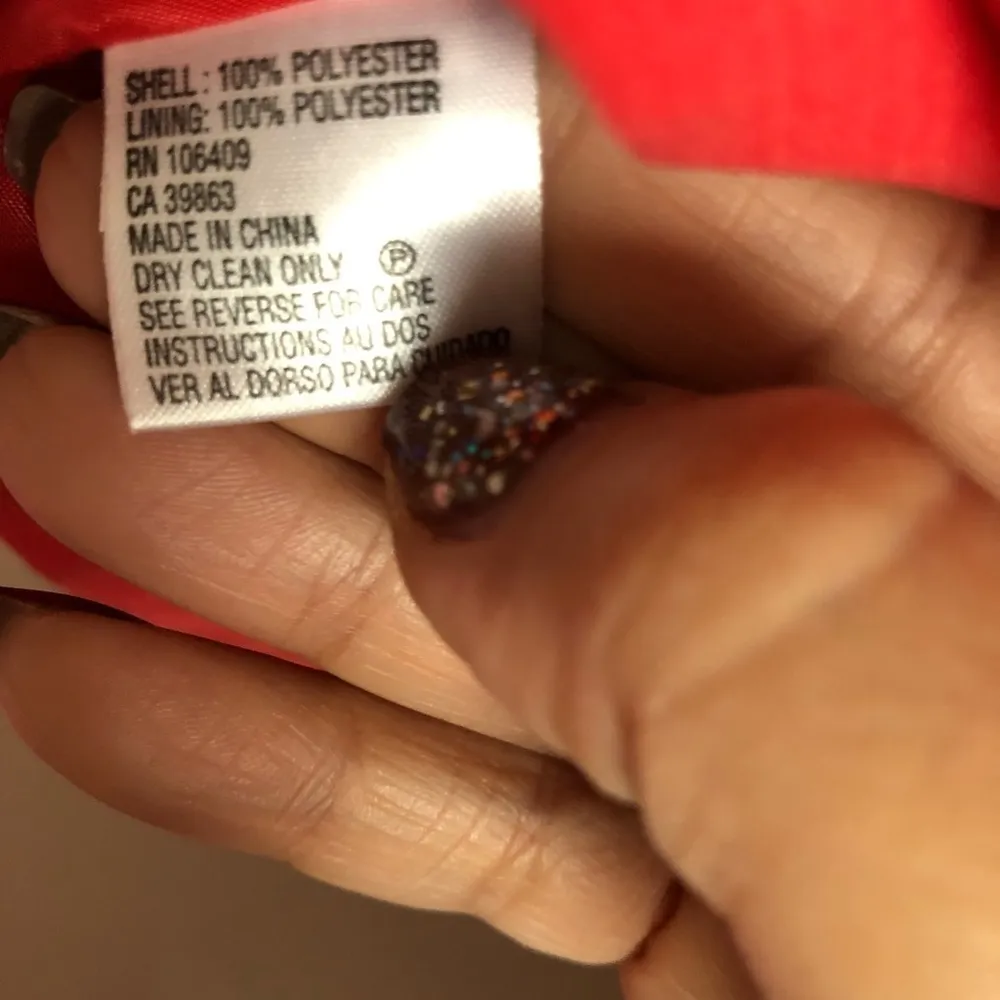 SHELL : 100% POLYESTER
LINING: 100% POLYESTER
RN 106409
CA 39863
MADE IN CHINA
DRY CLEAN ONLY Ⓟ
SEE REVERSE FOR CARE
INSTRUCTIONS AU DOS
VER AL DORSO PARA CUIDADO